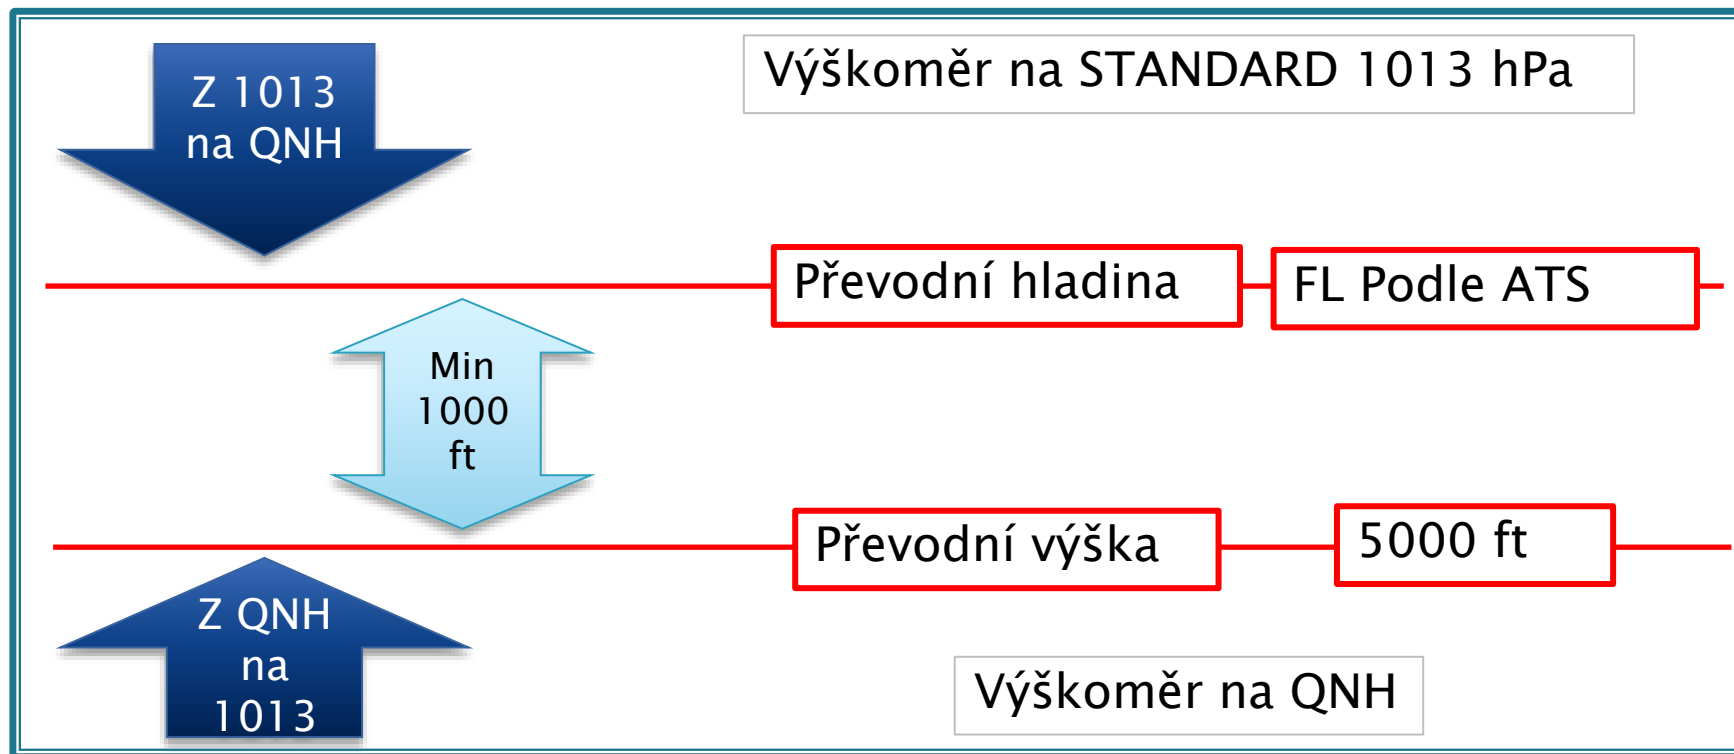 Z 1013
na QNH
Výškoměr na STANDARD 1013 hPa
Převodní hladina
FL Podle ATS
Min
1000
ft
Převodní výška
5000 ft
Z QNH
na
1013
Výškoměr na QNH